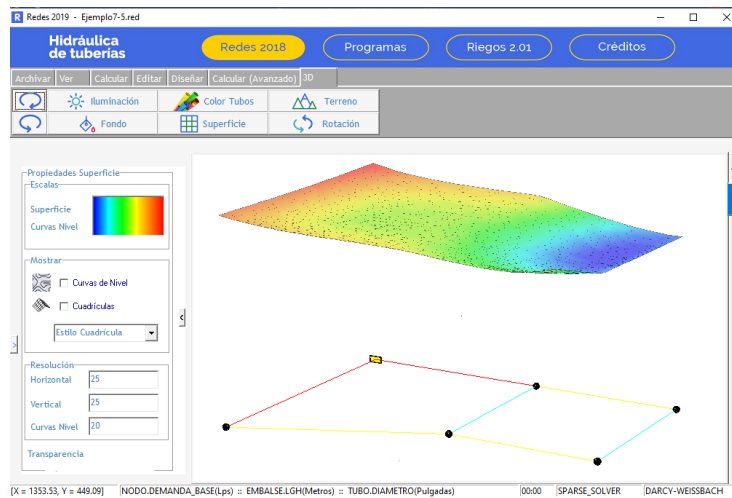 R Redes 2019 - Ejemplo7-5.red
Hidráulica
de tuberías
Redes 2018
Programas
Riegos 2.01
Créditos
Archivar Ver Calcular Editar Diseñar Calcular (Avanzado) 3D
Iluminación Color Tubos Terreno
Fondo Superficie Rotación
Propiedades Superficie
Escalas
Superficie
Curvas Nivel
Mostrar
Curvas de Nivel
Cuadrículas
Estilo Cuadrícula
Resolución
Horizontal 25
Vertical 25
Curvas Nivel 20
Transparencia
[X = 1353.53, Y = 449.09] NODO.DEMANDA_BASE(Lps) :: EMBALSE.LGH(Metros) :: TUBO.DIAMETRO(Pulgadas) 00:00 SPARSE_SOLVER DARCY-WEISSBACH